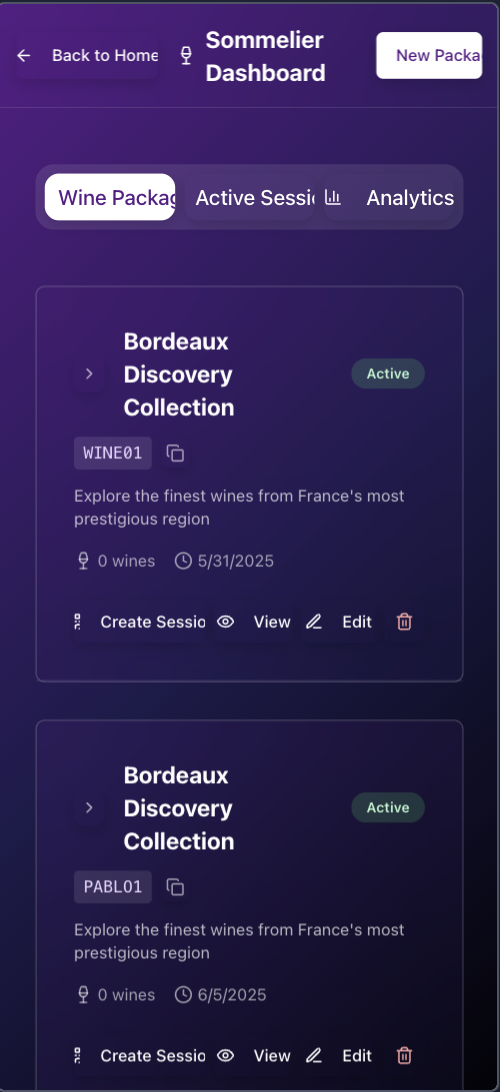 Back to Home
Sommelier
Dashboard
New Packa
Wine Packag
Active Sessi
Analytics
Bordeaux
Discovery
Collection
Active
WINE01
Explore the finest wines from France's most
prestigious region
0 wines
5/31/2025
Create Sessio
View
Edit
Bordeaux
Discovery
Collection
Active
PABLO1
Explore the finest wines from France's most
prestigious region
0 wines
6/5/2025
Create Sessio
View
Edit